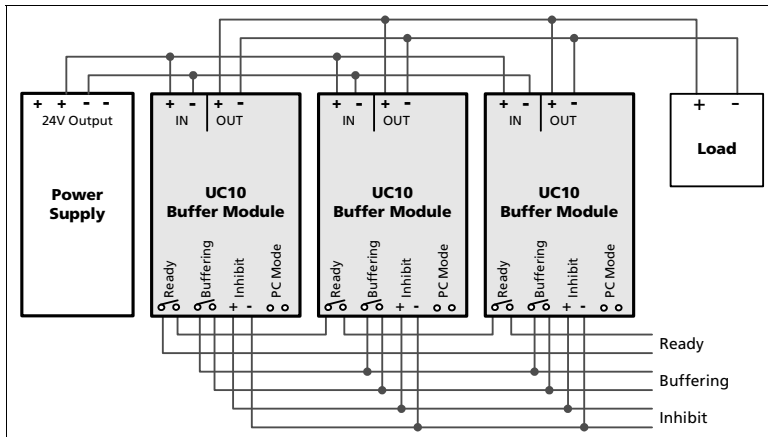 + + - -
24V Output
Power
Supply
+ - + -
IN OUT
UC10
Buffer Module
Ready
Buffering
+ Inhibit
-
PC Mode
+ - + -
IN OUT
UC10
Buffer Module
Ready
Buffering
+ Inhibit
-
PC Mode
+ - + -
IN OUT
UC10
Buffer Module
Ready
Buffering
+ Inhibit
-
PC Mode
+ -
Load
Ready
Buffering
Inhibit